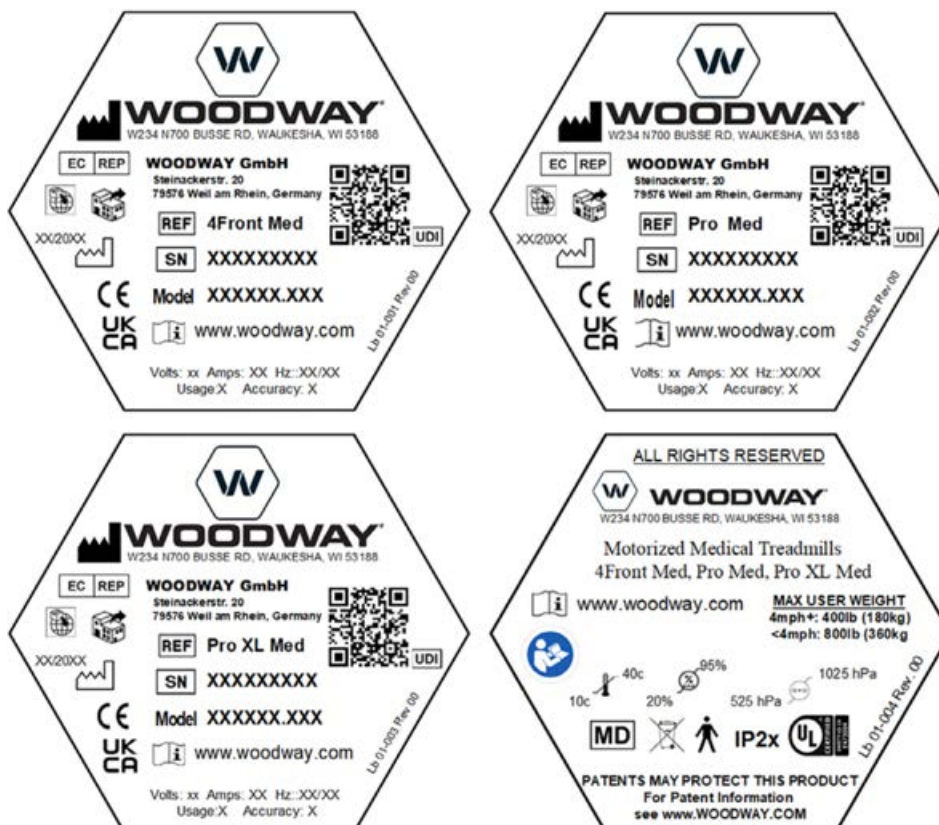 W
WOODWAY®
W234 N700 BUSSE RD, WAUKESHA, WI 53188
EC REP WOODWAY GmbH
Steinackerstr. 20
79576 Weil am Rhein, Germany
UDI
REF 4Front Med
XX/20XX
SN XXXXXXXXX
CE Model XXXXXX.XXX
UK
CA
www.woodway.com
Lb 01-001 Rev 00
Volts: xx Amps: XX Hz::XX/XX
Usage:X Accuracy: X
W
WOODWAY®
W234 N700 BUSSE RD, WAUKESHA, WI 53188
EC REP WOODWAY GmbH
Steinackerstr. 20
79576 Weil am Rhein, Germany
UDI
REF Pro Med
XX/20XX
SN XXXXXXXXX
CE Model XXXXXX.XXX
UK
CA
www.woodway.com
Lb 01-002 Rev 00
Volts: xx Amps: XX Hz::XX/XX
Usage:X Accuracy: X
W
WOODWAY®
W234 N700 BUSSE RD, WAUKESHA, WI 53188
EC REP WOODWAY GmbH
Steinackerstr. 20
79576 Weil am Rhein, Germany
UDI
REF Pro XL Med
XX/20XX
SN XXXXXXXXX
CE Model XXXXXX.XXX
UK
CA
www.woodway.com
Lb 01-003 Rev 00
Volts: xx Amps: XX Hz::XX/XX
Usage:X Accuracy: X
ALL RIGHTS RESERVED
W WOODWAY®
W234 N700 BUSSE RD, WAUKESHA, WI 53188
Motorized Medical Treadmills
4Front Med, Pro Med, Pro XL Med
www.woodway.com
MAX USER WEIGHT
4mph+: 400lb (180kg)
<4mph: 800lb (360kg
10c 40c
20% 95%
525 hPa 1025 hPa
MD IP2x UL
Lb 01-004 Rev. 00
PATENTS MAY PROTECT THIS PRODUCT
For Patent Information
see www.WOODWAY.COM